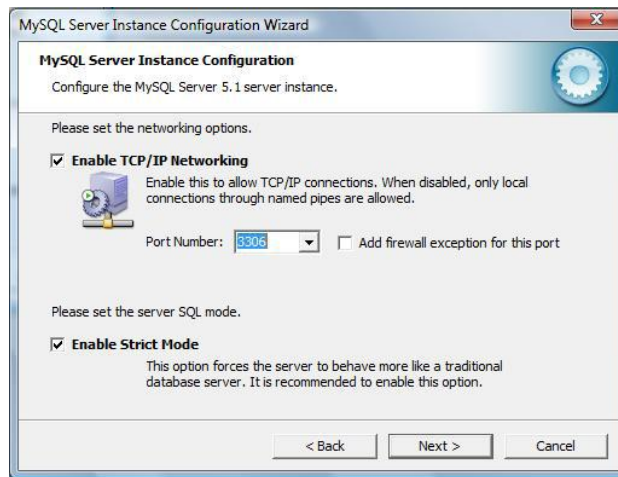 MySQL Server Instance Configuration Wizard
MySQL Server Instance Configuration
Configure the MySQL Server 5.1 server instance.
Please set the networking options.
Enable TCP/IP Networking
Enable this to allow TCP/IP connections. When disabled, only local
connections through named pipes are allowed.
Port Number: 3306 Add firewall exception for this port
Please set the server SQL mode.
Enable Strict Mode
This option forces the server to behave more like a traditional
database server. It is recommended to enable this option.
< Back Next > Cancel